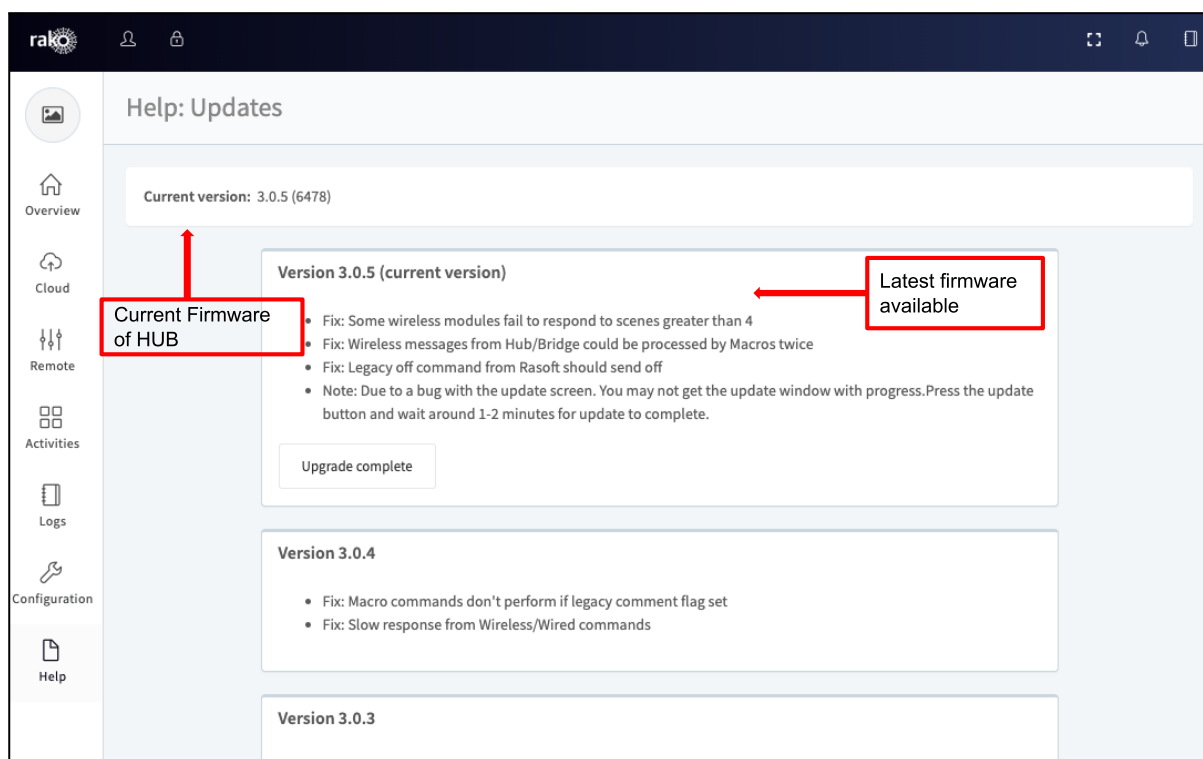 rako
Help: Updates
Overview
Cloud
Remote
Activities
Logs
Configuration
Help
Current version: 3.0.5 (6478)
Current Firmware
of HUB
Latest firmware
available
Version 3.0.5 (current version)
• Fix: Some wireless modules fail to respond to scenes greater than 4
• Fix: Wireless messages from Hub/Bridge could be processed by Macros twice
• Fix: Legacy off command from Rasoft should send off
• Note: Due to a bug with the update screen. You may not get the update window with progress.Press the update
button and wait around 1-2 minutes for update to complete.
Upgrade complete
Version 3.0.4
• Fix: Macro commands don't perform if legacy comment flag set
• Fix: Slow response from Wireless/Wired commands
Version 3.0.3